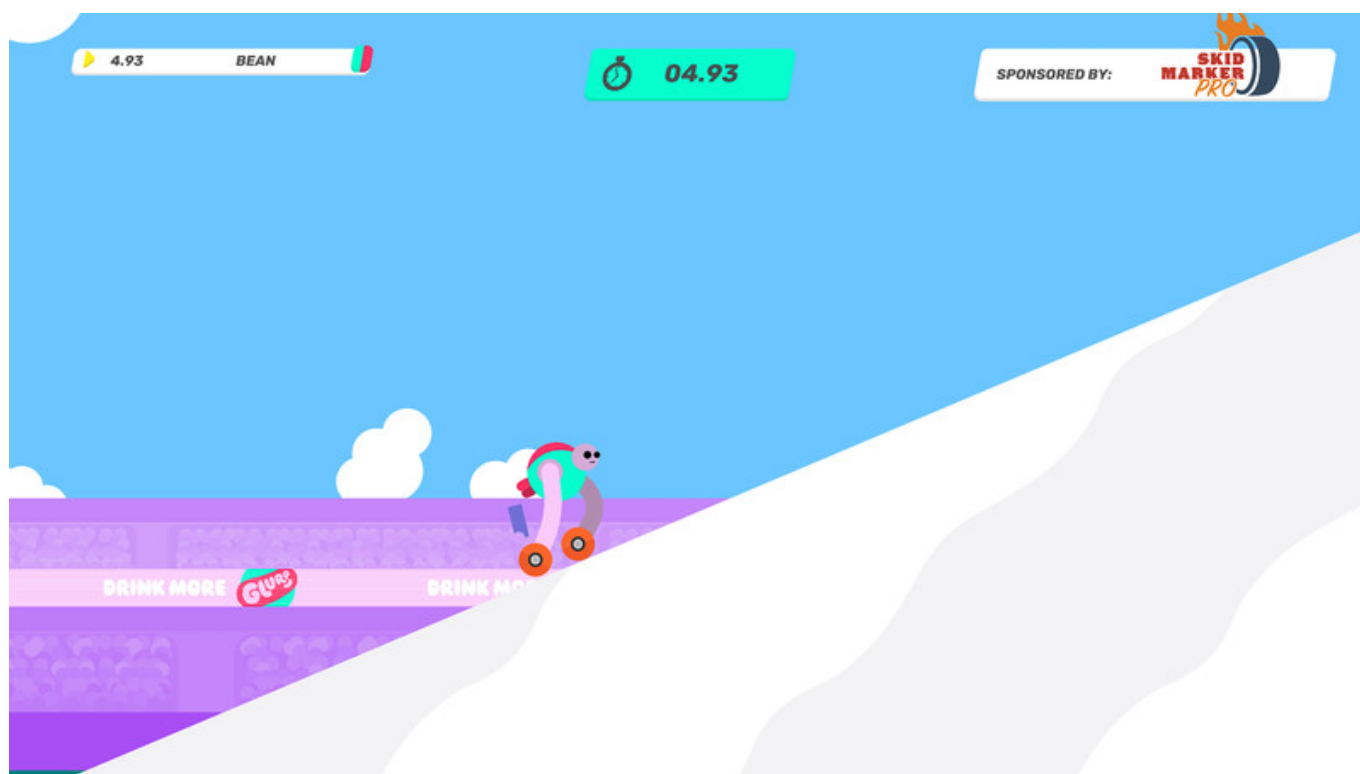 4.93 BEAN
04.93
SPONSORED BY:
SKID
MARKER
PRO
DRINK MORE GLURP
DRINK MO